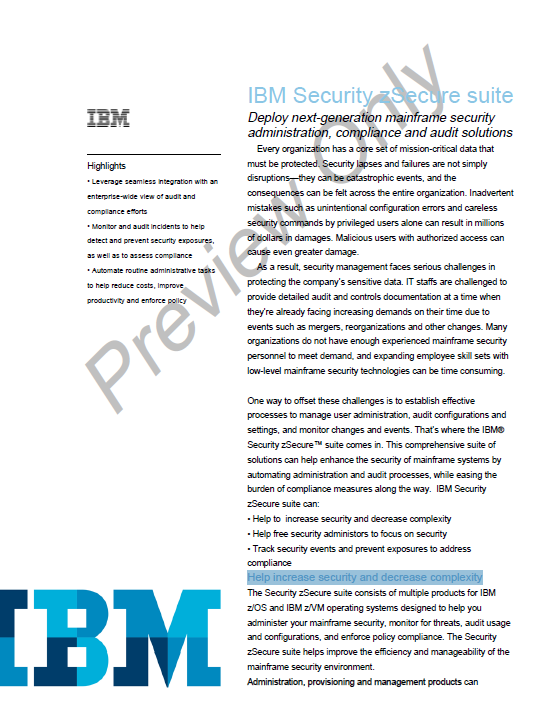 IBM Security zSecure suite
Deploy next-generation mainframe security
administration, compliance and audit solutions
IBM
Highlights
• Leverage seamless integration with an
enterprise-wide view of audit and
compliance efforts
• Monitor and audit incidents to help
detect and prevent security exposures,
as well as to assess compliance
• Automate routine administrative tasks
to help reduce costs, improve
productivity and enforce policy
Every organization has a core set of mission-critical data that
must be protected. Security lapses and failures are not simply
disruptions—they can be catastrophic events, and the
consequences can be felt across the entire organization. Inadvertent
mistakes such as unintentional configuration errors and careless
security commands by privileged users alone can result in millions
of dollars in damages. Malicious users with authorized access can
cause even greater damage.
As a result, security management faces serious challenges in
protecting the company's sensitive data. IT staffs are challenged to
provide detailed audit and controls documentation at a time when
they're already facing increasing demands on their time due to
events such as mergers, reorganizations and other changes. Many
organizations do not have enough experienced mainframe security
personnel to meet demand, and expanding employee skill sets with
low-level mainframe security technologies can be time consuming.
One way to offset these challenges is to establish effective
processes to manage user administration, audit configurations and
settings, and monitor changes and events. That's where the IBM®
Security zSecure™ suite comes in. This comprehensive suite of
solutions can help enhance the security of mainframe systems by
automating administration and audit processes, while easing the
burden of compliance measures along the way. IBM Security
zSecure suite can:
• Help to increase security and decrease complexity
• Help free security administors to focus on security
• Track security events and prevent exposures to address
compliance
Help increase security and decrease complexity
The Security zSecure suite consists of multiple products for IBM
z/OS and IBM z/VM operating systems designed to help you
administer your mainframe security, monitor for threats, audit usage
and configurations, and enforce policy compliance. The Security
zSecure suite helps improve the efficiency and manageability of the
mainframe security environment.
Administration, provisioning and management products can
IBM
Preview Only